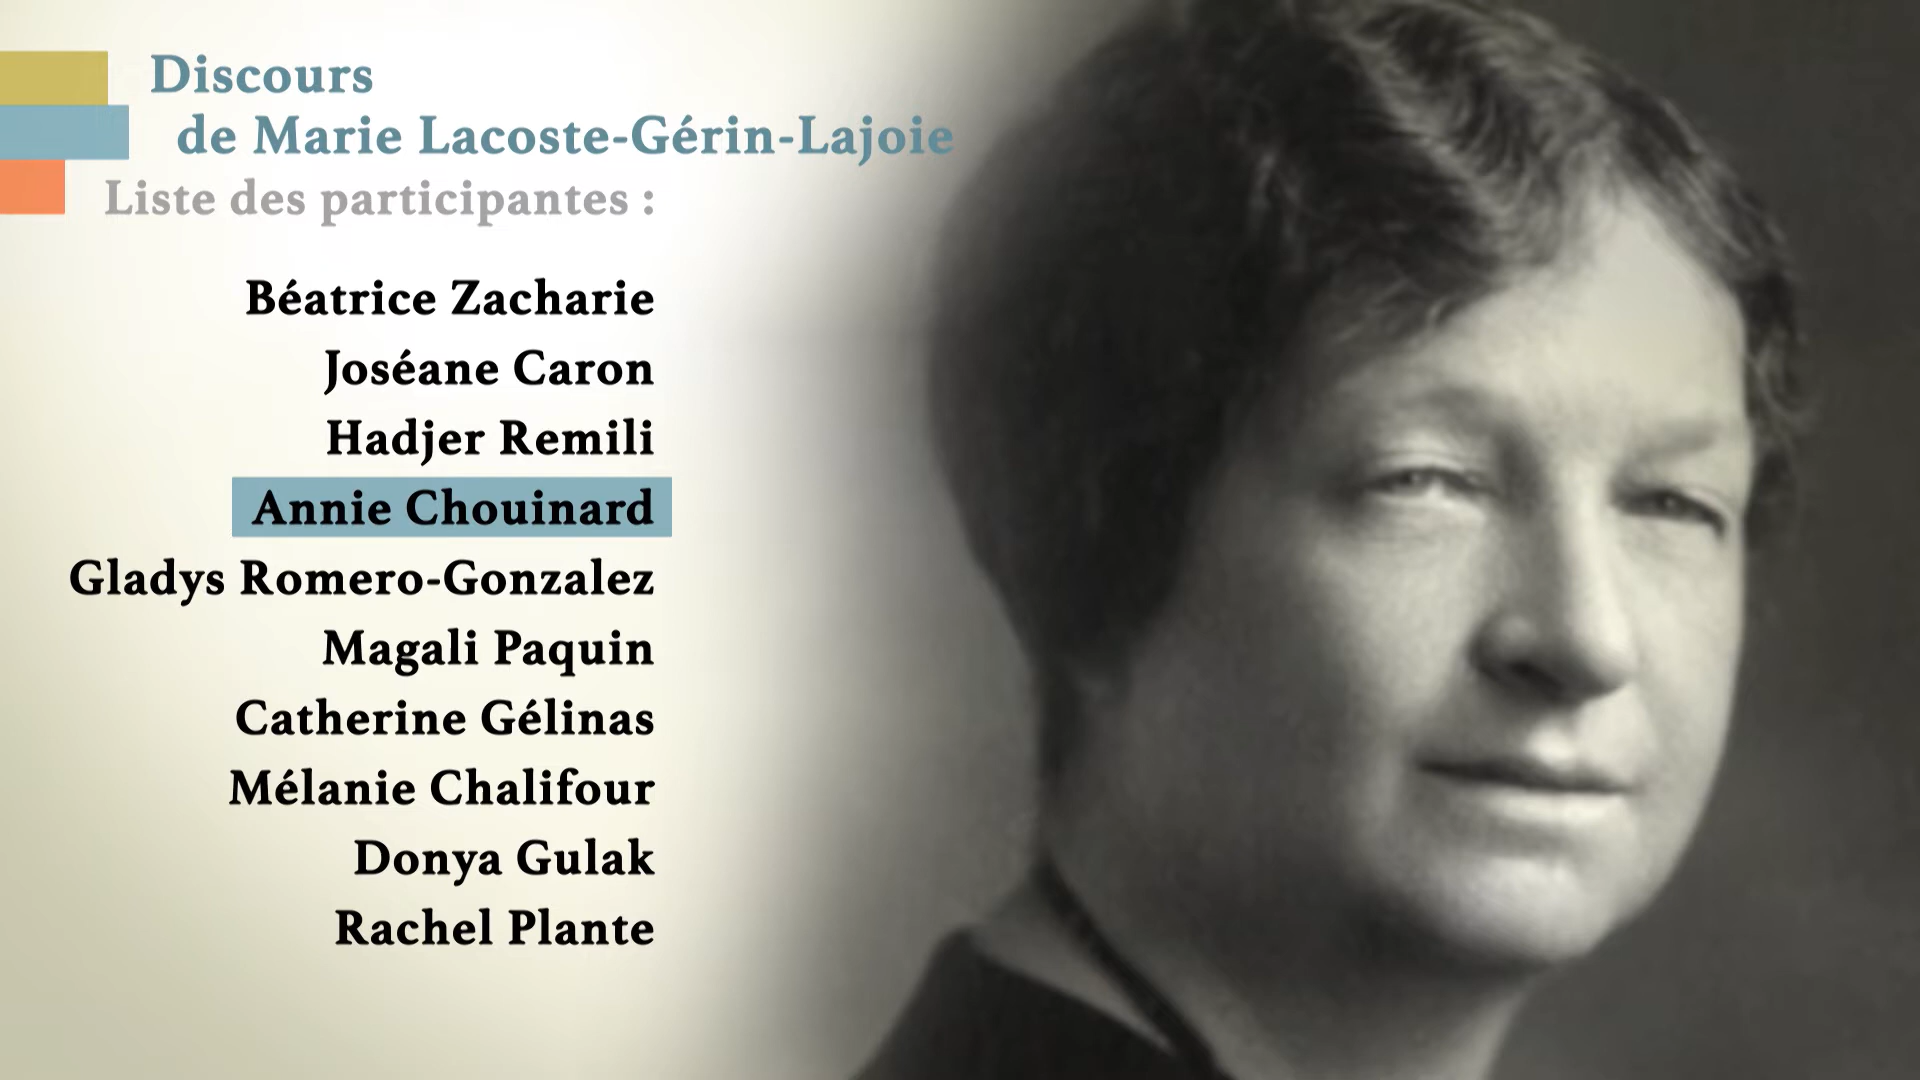 Discours
de Marie Lacoste-Gérin-Lajoie
Liste des participantes :
Béatrice Zacharie
Joséane Caron
Hadjer Remili
Annie Chouinard
Gladys Romero-Gonzalez
Magali Paquin
Catherine Gélinas
Mélanie Chalifour
Donya Gulak
Rachel Plante